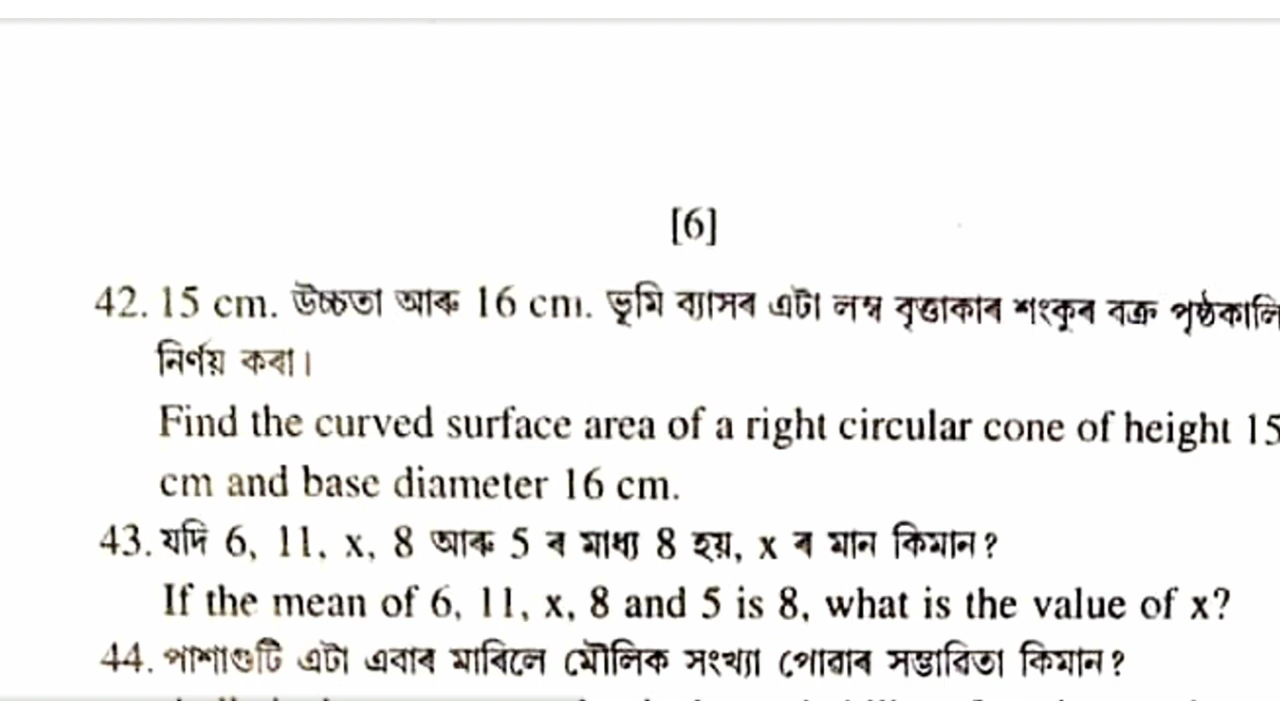 [6]
42. 15 cm. উচ্চতা আৰু 16 cm. ভূমি ব্যাসৰ এটা লম্ব বৃত্তাকাৰ শংকুৰ বক্ৰ পৃষ্ঠকালি
নিৰ্ণয় কৰা।
Find the curved surface area of a right circular cone of height 15
cm and base diameter 16 cm.
43. যদি 6, 11, x, 8 আৰু 5 ৰ মাধ্য 8 হয়, x ৰ মান কিমান?
If the mean of 6, 11, x, 8 and 5 is 8, what is the value of x?
44. পাশাগুটি এটা এবাৰ মাৰিলে মৌলিক সংখ্যা পোৱাৰ সম্ভাৱিতা কিমান?